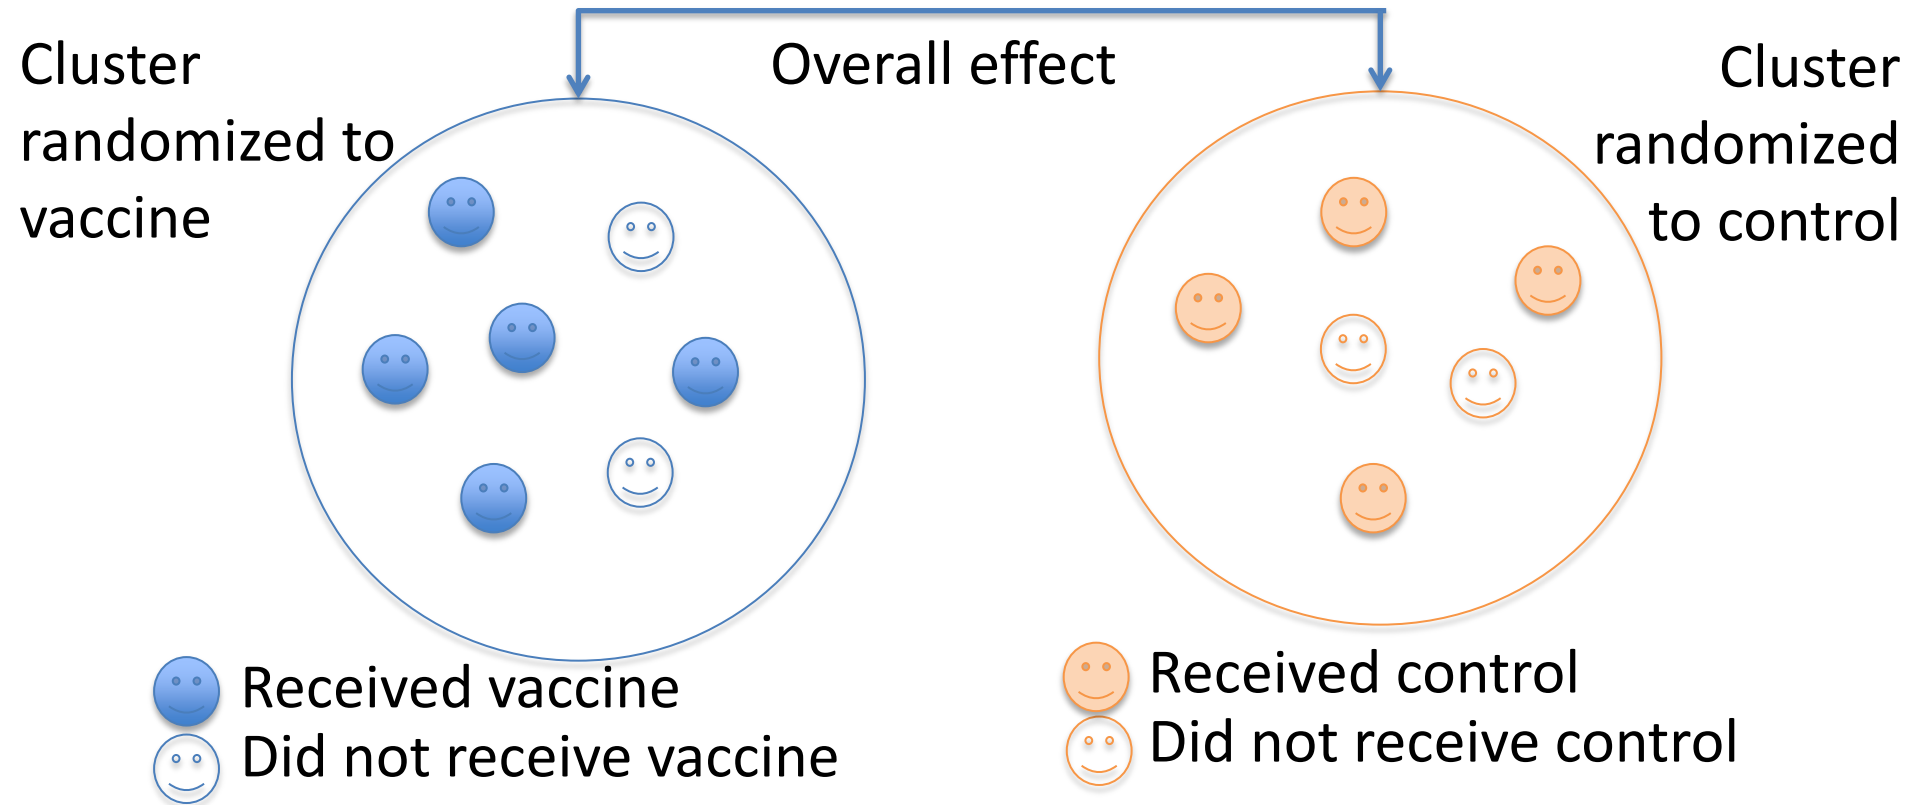 Cluster
randomized to
vaccine
Overall effect
Cluster
randomized
to control
Received vaccine
Did not receive vaccine
Received control
Did not receive control